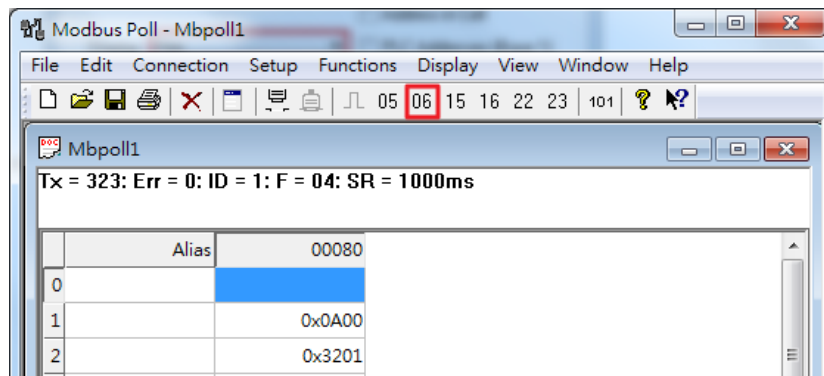 Modbus Poll - Mbpoll1
File Edit Connection Setup Functions Display View Window Help
05 06 15 16 22 23 101
Mbpoll1
Tx = 323: Err = 0: ID = 1: F = 04: SR = 1000ms
Alias 00080
0
1 0x0A00
2 0x3201